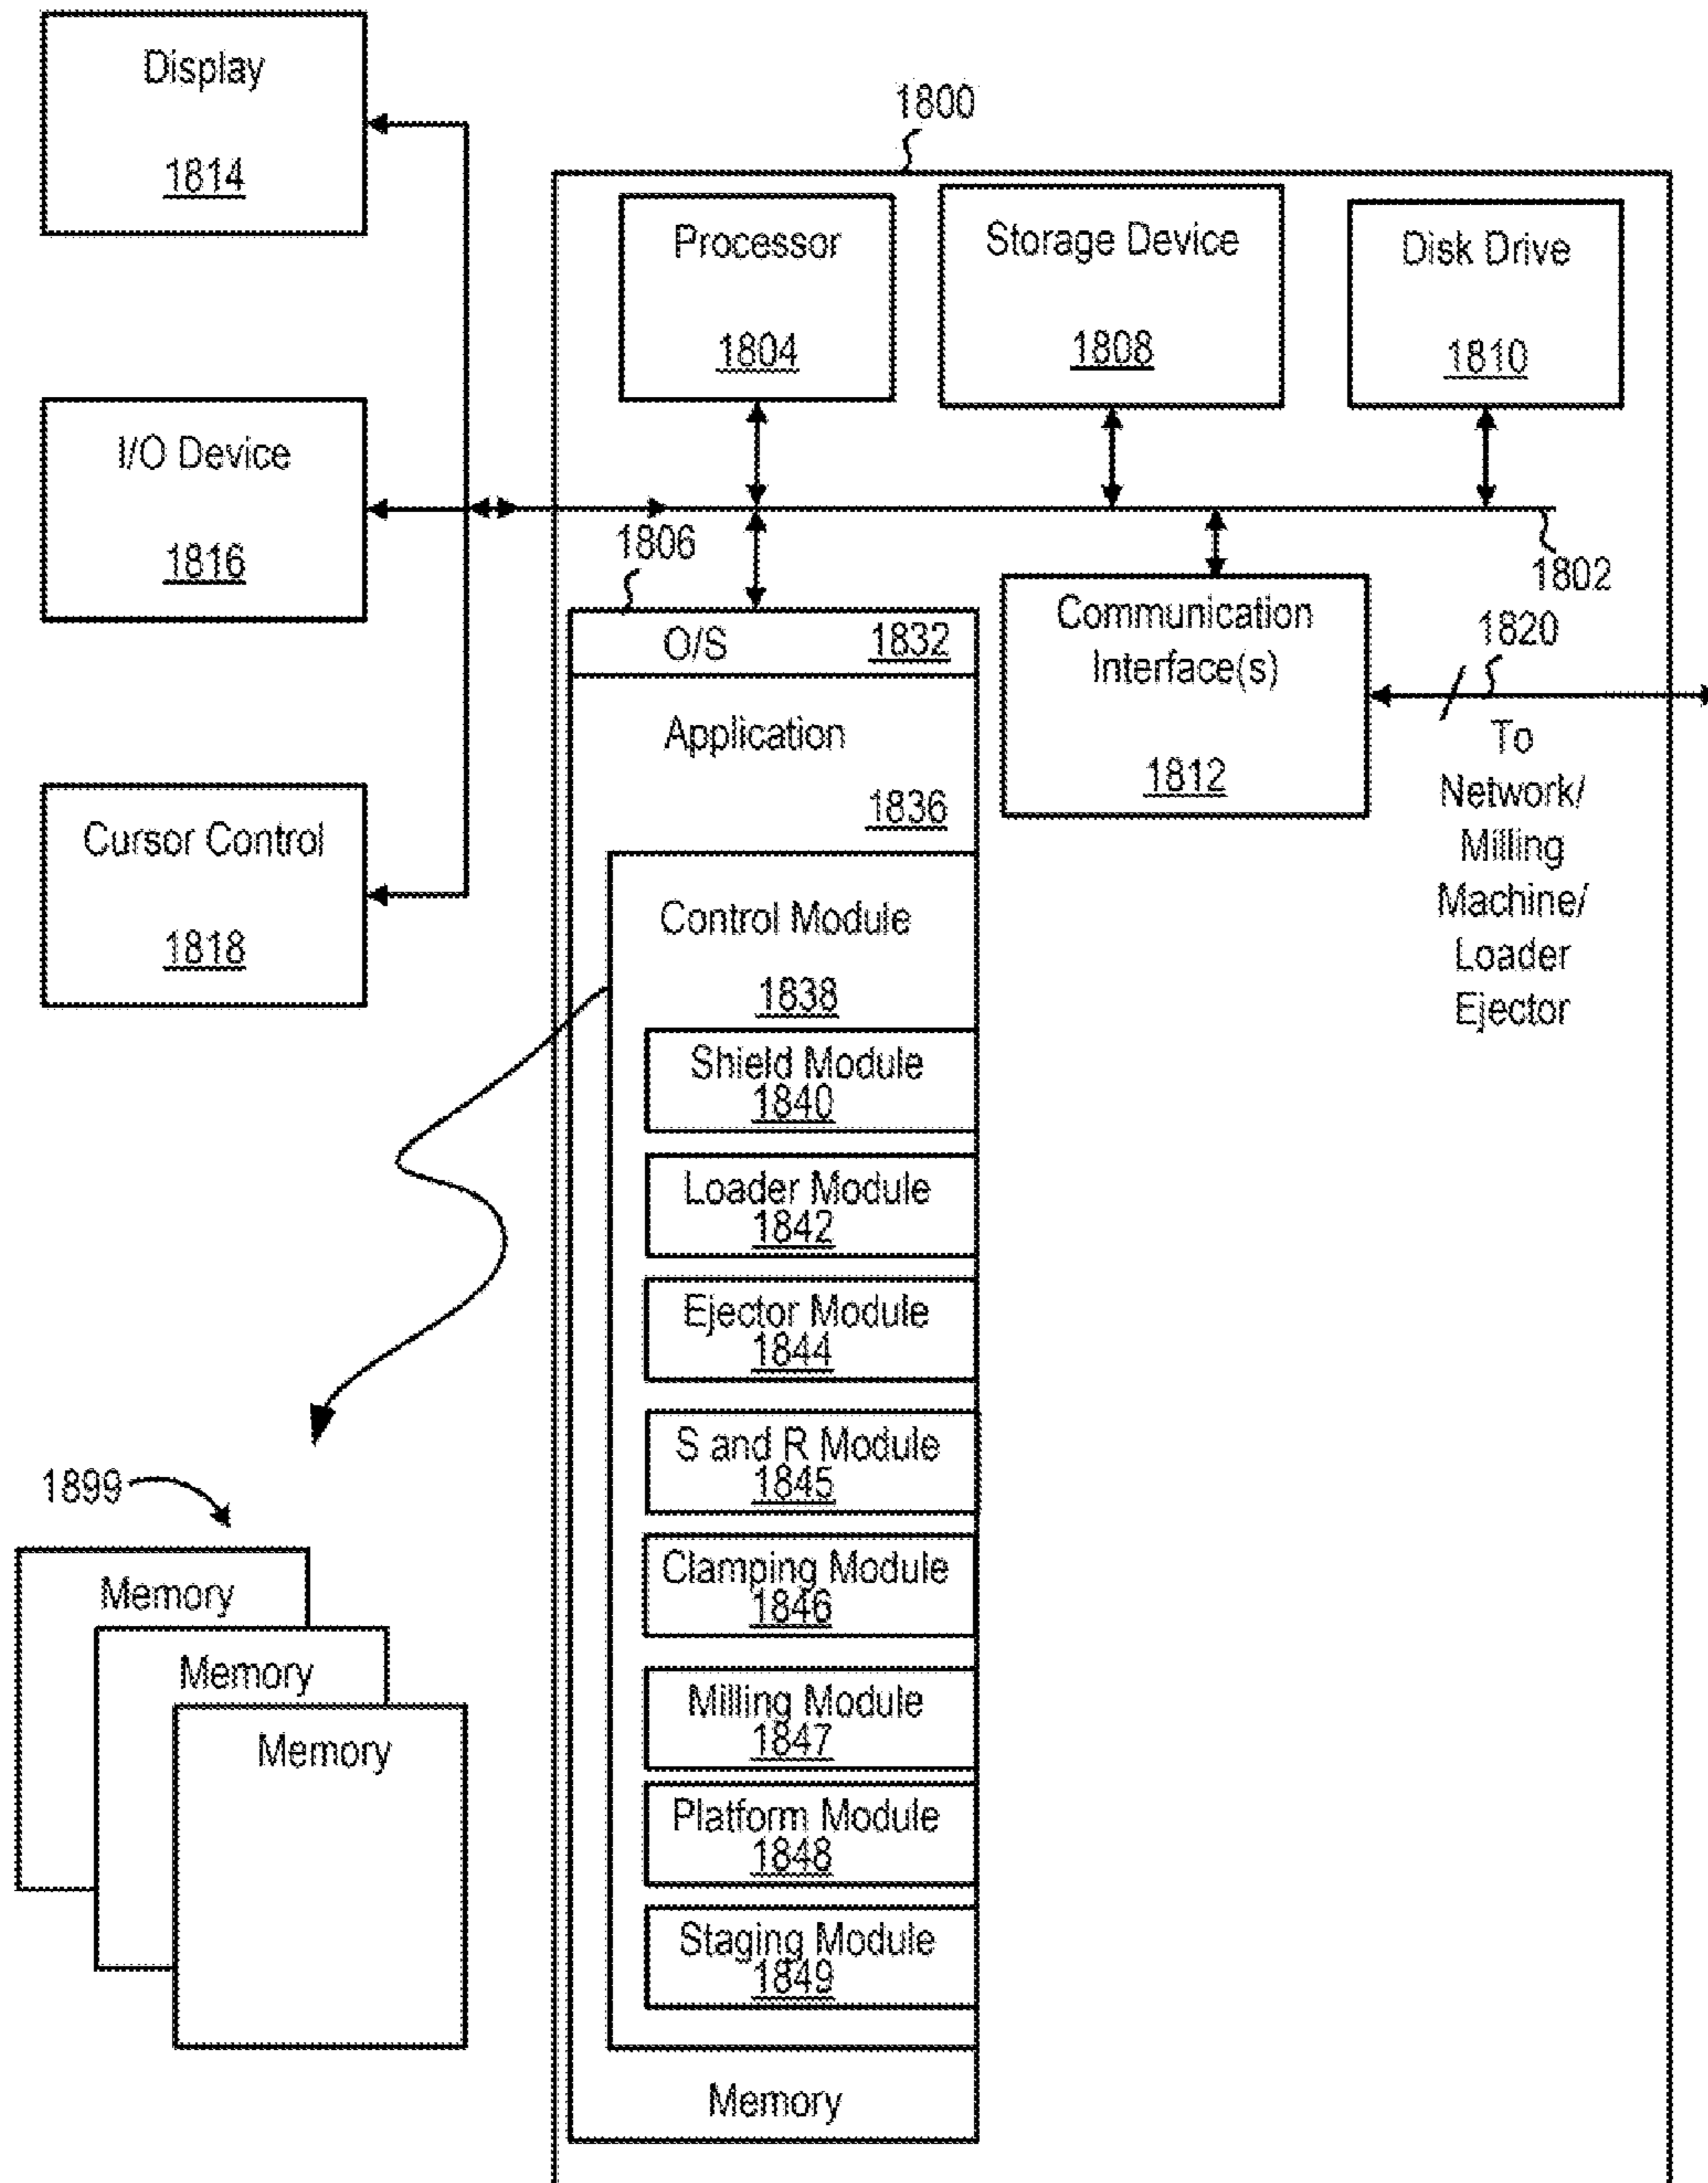 Display
1814
1800
Processor
1804
Storage Device
1808
Disk Drive
1810
I/O Device
1816
1806
1802
O/S 1832
Communication
Interface(s)
1812
1820
To
Network/
Milling
Machine/
Loader
Ejector
Application
1836
Cursor Control
1818
Control Module
1838
Shield Module
1840
Loader Module
1842
Ejector Module
1844
S and R Module
1845
Clamping Module
1846
Milling Module
1847
Platform Module
1848
Staging Module
1849
Memory
1899
Memory
Memory
Memory